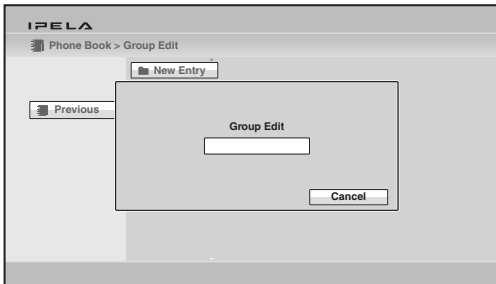 IPELA
Phone Book > Group Edit
New Entry
Previous
Group Edit
Cancel